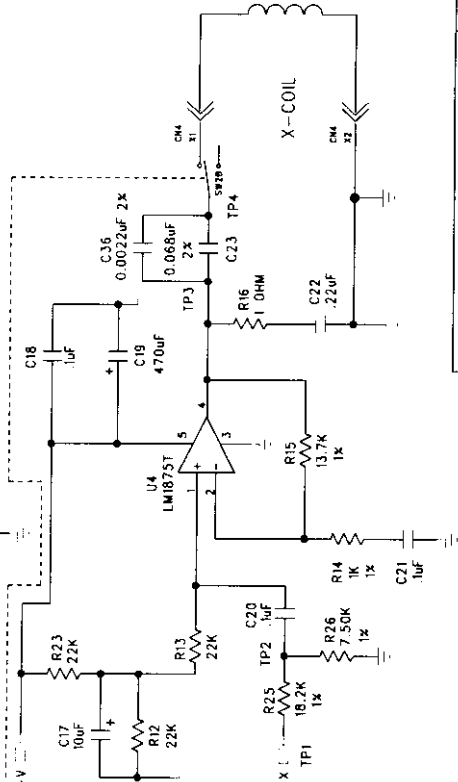 X-COIL
CN4
X1
CN4
X2
SW2B
TP4
C36
0.0022uF 2%
0.068uF
2%
C23
TP3
R16
1 OHM
C22
.22uF
C18
.1uF
C19
470uF
+
U4
LM1875T
5
4
3
1
2
+
-
R15
13.7K
1%
R14
1K
1%
C21
.1uF
R13
22K
C20
.1uF
TP2
R26
7.50K
1%
R25
18.2K
1%
TP1
X
R23
22K
C17
10uF
+
R12
22K